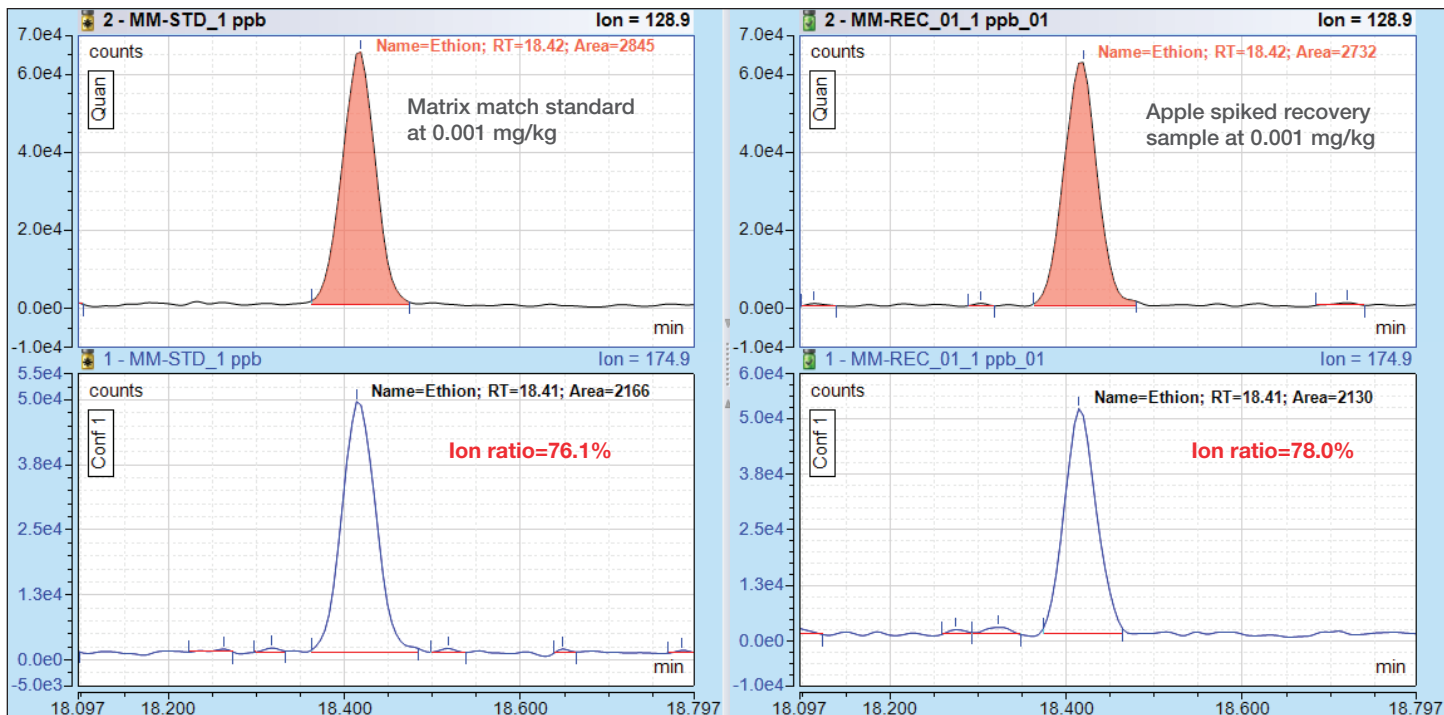 2 - MM-STD_1 ppb
Ion = 128.9
7.0e4
counts
Name=Ethion; RT=18.42; Area=2845
6.0e4
Quan
Matrix match standard
at 0.001 mg/kg
4.0e4
2.0e4
0.0e0
min
-1.0e4
1 - MM-STD_1 ppb
Ion = 174.9
5.5e4
counts
Name=Ethion; RT=18.41; Area=2166
5.0e4
Conf 1
Ion ratio=76.1%
3.8e4
2.5e4
1.3e4
0.0e0
min
-5.0e3
18.097
18.200
18.400
18.600
18.797
2 - MM-REC_01_1 ppb_01
Ion = 128.9
7.0e4
counts
Name=Ethion; RT=18.42; Area=2732
6.0e4
Quan
Apple spiked recovery
sample at 0.001 mg/kg
4.0e4
2.0e4
0.0e0
min
-1.0e4
1 - MM-REC_01_1 ppb_01
Ion = 174.9
6.0e4
counts
Name=Ethion; RT=18.41; Area=2130
5.0e4
Conf 1
Ion ratio=78.0%
3.8e4
2.5e4
1.3e4
0.0e0
min
-1.0e4
18.097
18.200
18.400
18.600
18.797